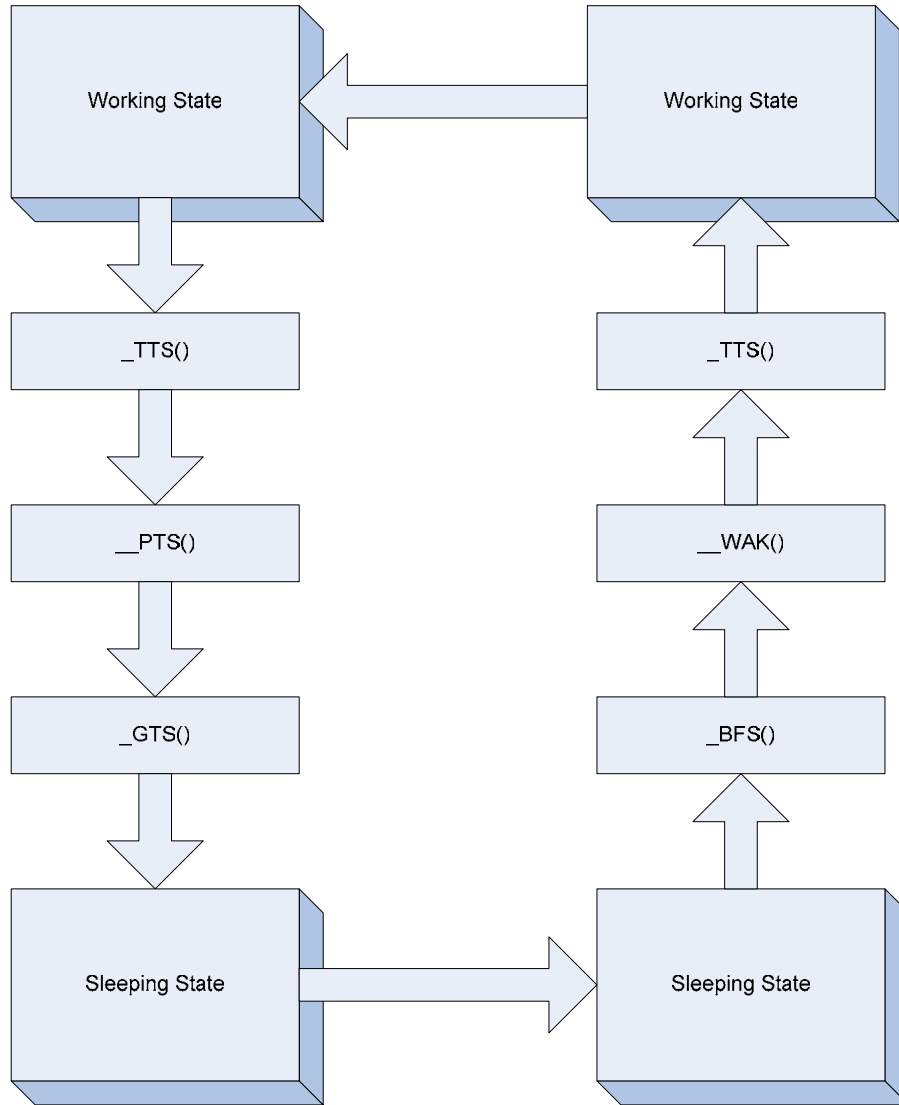 Working State
Working State
_TTS()
_TTS()
__PTS()
__WAK()
_GTS()
_BFS()
Sleeping State
Sleeping State